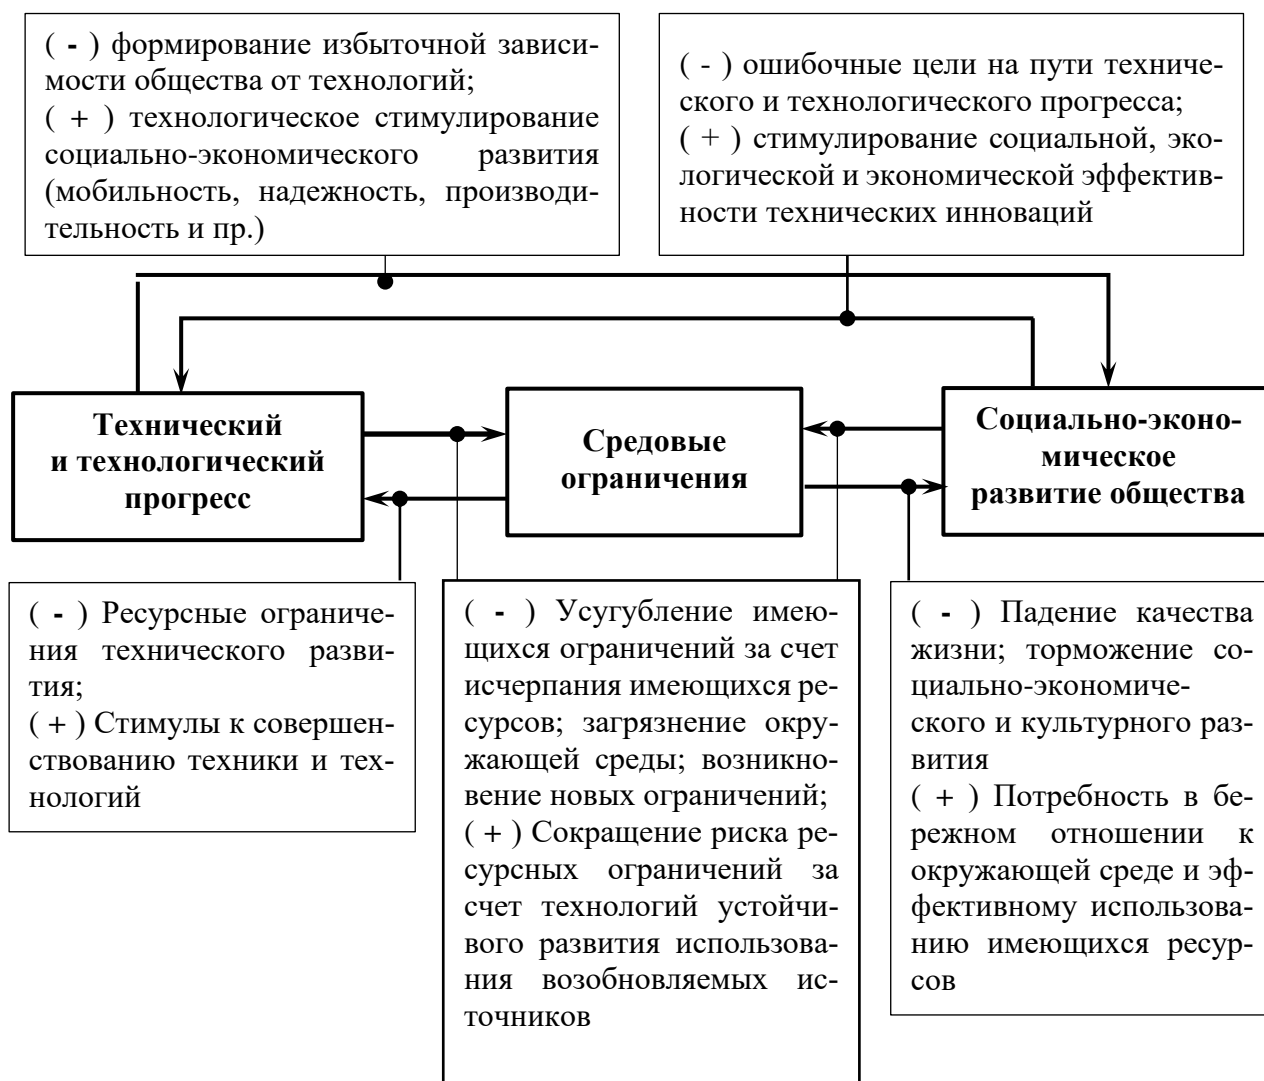 ( - ) формирование избыточной зависи-
мости общества от технологий;
( + ) технологическое стимулирование
социально-экономического развития
(мобильность, надежность, производи-
тельность и пр.)
( - ) ошибочные цели на пути техниче-
ского и технологического прогресса;
( + ) стимулирование социальной, эко-
логической и экономической эффектив-
ности технических инноваций
Технический
и технологический
прогресс
Средовые
ограничения
Социально-эконо-
мическое
развитие общества
( - ) Ресурсные ограниче-
ния технического разви-
тия;
( + ) Стимулы к совершен-
ствованию техники и тех-
нологий
( - ) Усугубление имею-
щихся ограничений за счет
исчерпания имеющихся ре-
сурсов; загрязнение окру-
жающей среды; возникно-
вение новых ограничений;
( + ) Сокращение риска ре-
сурсных ограничений за
счет технологий устойчи-
вого развития использова-
ния возобновляемых ис-
точников
( - ) Падение качества
жизни; торможение со-
циально-экономиче-
ского и культурного раз-
вития
( + ) Потребность в бе-
режном отношении к
окружающей среде и эф-
фективному использова-
нию имеющихся ресур-
сов